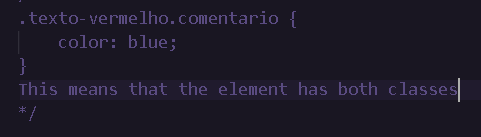 .texto-vermelho.comentario {
    color: blue;
}
This means that the element has both classes
*/